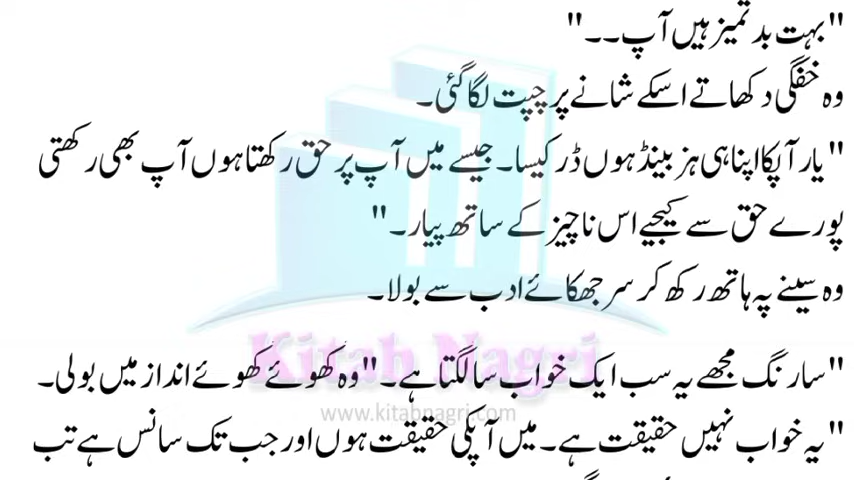 "بہت بد تمیز ہیں آپ۔۔"
وہ خفگی دکھاتے اسکے شانے پر چپت لگا گئی۔
"یار آپکا اپنا ہی ہزبینڈ ہوں ڈر کیسا۔ جیسے میں آپ پر حق رکھتا ہوں آپ بھی رکھتی
پورے حق سے کیجیے اس ناچیز کے ساتھ پیار۔"
وہ سینے پہ ہاتھ رکھ کر سر جھکائے ادب سے بولا۔
Kitab Nagri
"سارنگ مجھے یہ سب ایک خواب سا لگتا ہے۔" وہ کھوئے کھوئے انداز میں بولی۔
www.kitabnagri.com
"یہ خواب نہیں حقیقت ہے۔ میں آپکی حقیقت ہوں اور جب تک سانس ہے تب